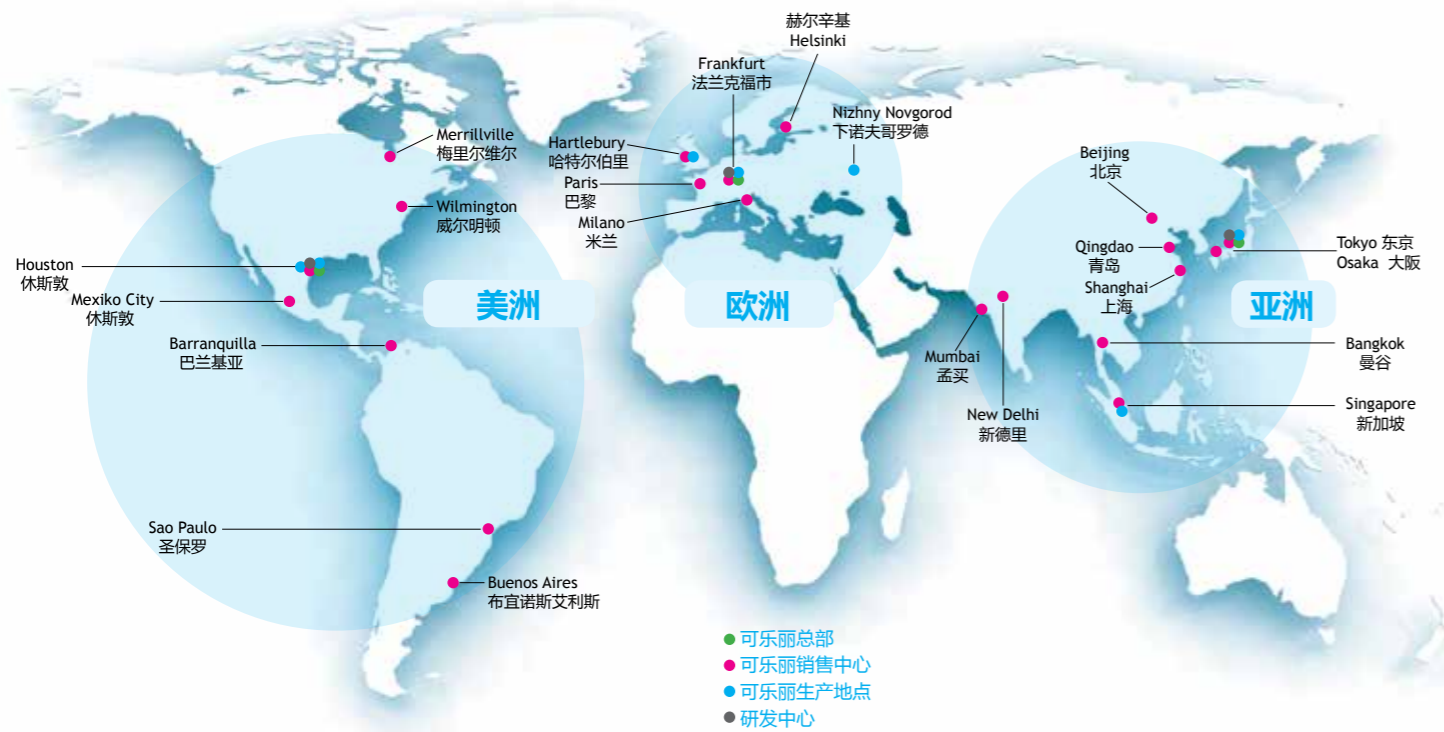 赫尔辛基
Helsinki
Frankfurt
法兰克福市
Nizhny Novgorod
下诺夫哥罗德
Merrillville
梅里尔维尔
Hartlebury
哈特尔伯里
Paris
巴黎
Milano
米兰
Beijing
北京
Wilmington
威尔明顿
Qingdao
青岛
Tokyo 东京
Osaka 大阪
Houston
休斯敦
Shanghai
上海
Mexiko City
休斯敦
美洲
欧洲
亚洲
Barranquilla
巴兰基亚
Mumbai
孟买
Bangkok
曼谷
New Delhi
新德里
Singapore
新加坡
Sao Paulo
圣保罗
Buenos Aires
布宜诺斯艾利斯
可乐丽总部
可乐丽销售中心
可乐丽生产地点
研发中心